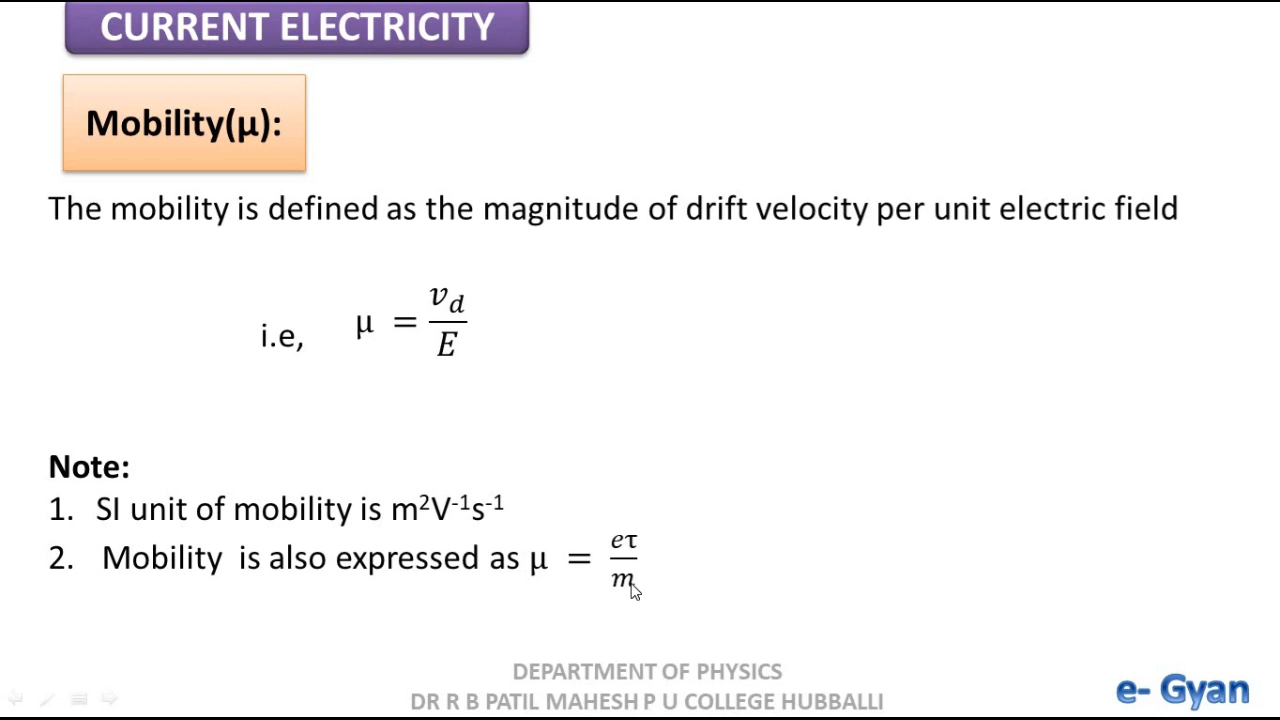 CURRENT ELECTRICITY
Mobility(μ):
The mobility is defined as the magnitude of drift velocity per unit electric field
i.e, μ = v_d/E
Note:
1. SI unit of mobility is m²V⁻¹s⁻¹
2. Mobility is also expressed as μ = eτ/m
DEPARTMENT OF PHYSICS
DR R B PATIL MAHESH P U COLLEGE HUBBALLI
e- Gyan